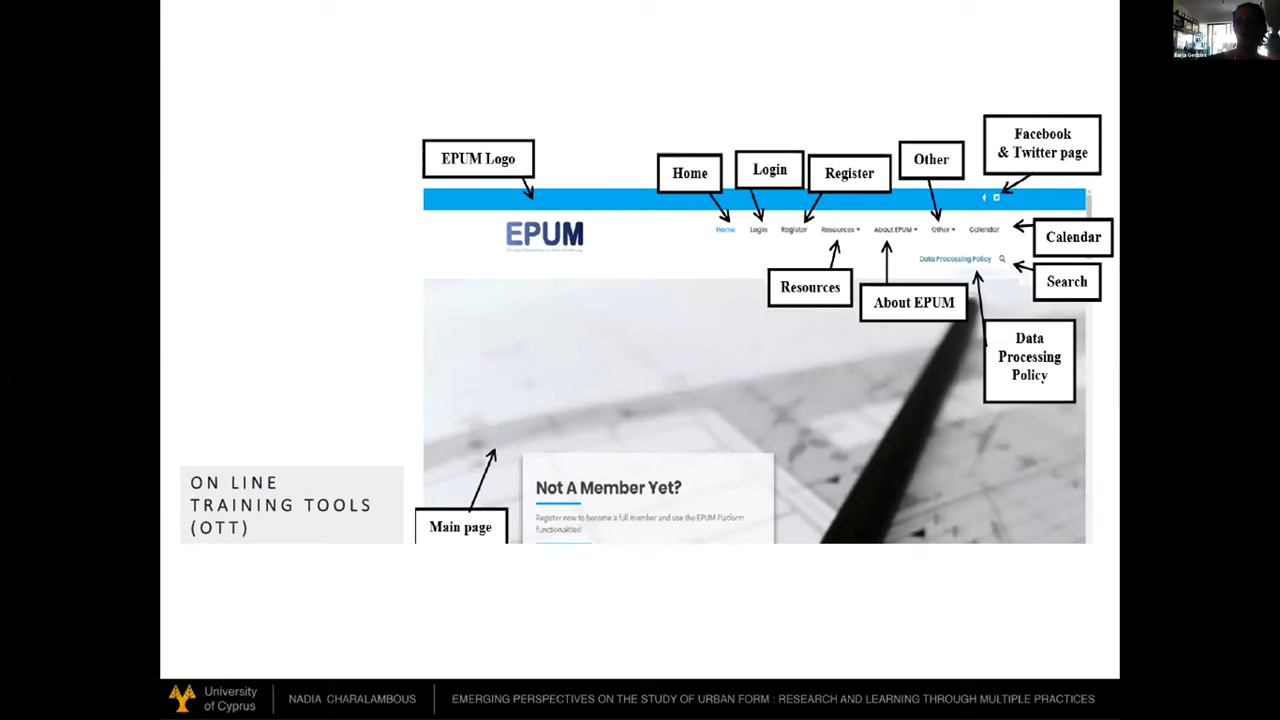 Ilaria Geddes
Facebook
& Twitter page
EPUM Logo
Home
Login
Register
Other
EPUM
Home Login Register Resources About EPUM Other Calendar
Calendar
Data Processing Policy
Resources
About EPUM
Search
Data
Processing
Policy
Not A Member Yet?
Register now to become a full member and use the EPUM Platform
functionalities!
Main page
ON LINE
TRAINING TOOLS
(OTT)
University
of Cyprus
NADIA CHARALAMBOUS
EMERGING PERSPECTIVES ON THE STUDY OF URBAN FORM : RESEARCH AND LEARNING THROUGH MULTIPLE PRACTICES